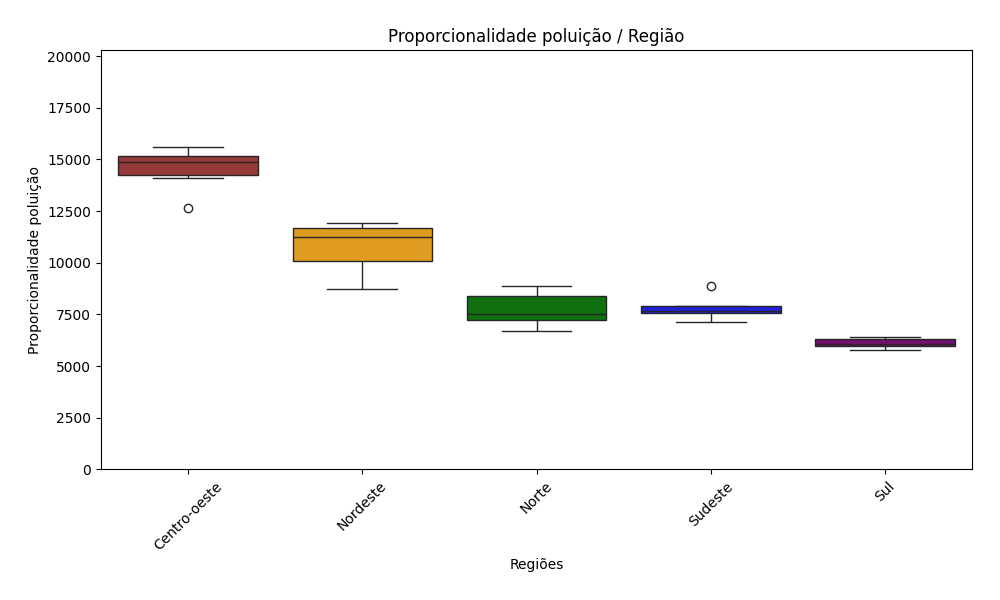 Proporcionalidade poluição / Região
Proporcionalidade poluição
20000
17500
15000
12500
10000
7500
5000
2500
0
Centro-oeste
Nordeste
Norte
Sudeste
Sul
Regiões